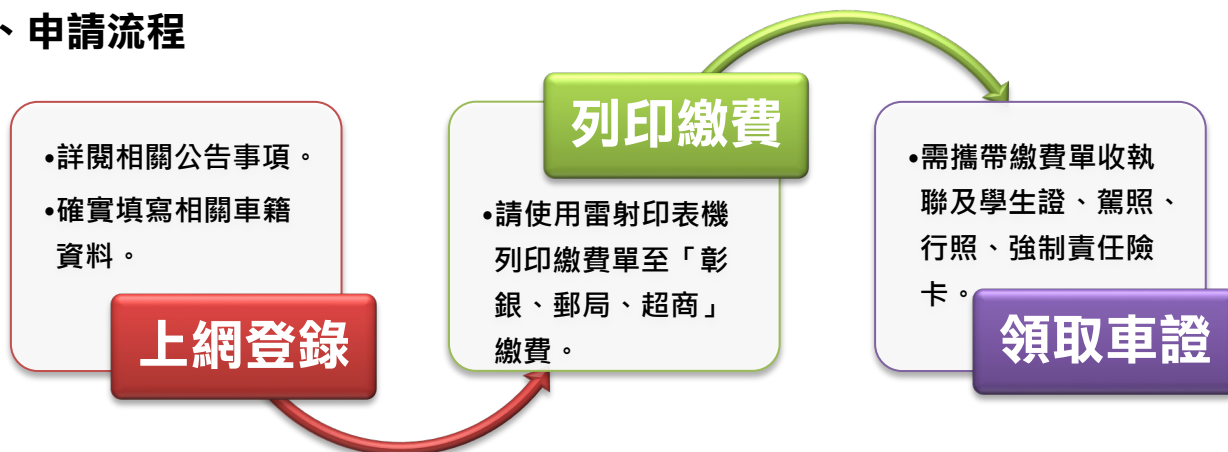 、申請流程
•詳閱相關公告事項。
•確實填寫相關車籍
資料。
上網登錄
列印繳費
•請使用雷射印表機
列印繳費單至「彰
銀、郵局、超商」
繳費。
•需攜帶繳費單收執
聯及學生證、駕照、
行照、強制責任險
卡。
領取車證